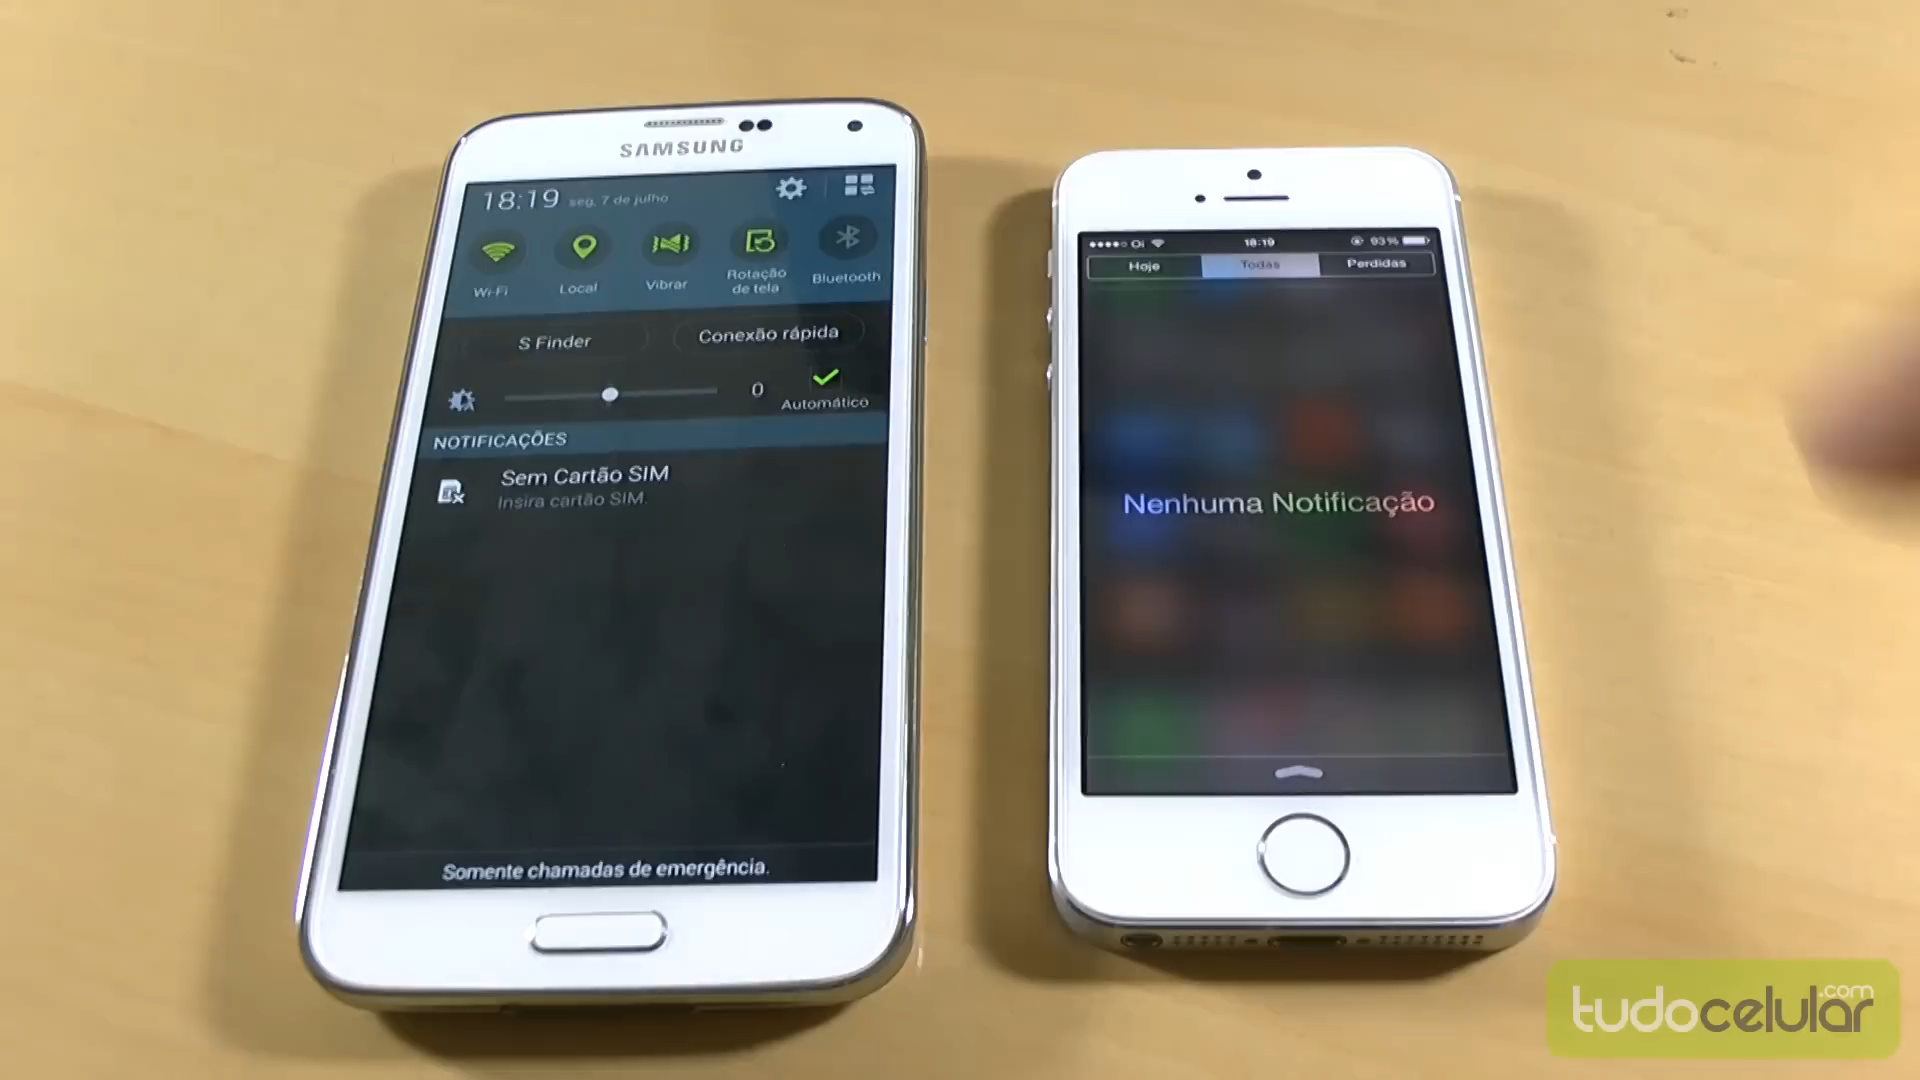 SAMSUNG
18:19 seg, 7 de julho
Wi-Fi
Local
Vibrar
Rotação
de tela
Bluetooth
S Finder
Conexão rápida
0
Automático
NOTIFICAÇÕES
Sem Cartão SIM
Insira cartão SIM.
Somente chamadas de emergência.
Oi 18:19 93%
Hoje
Todas
Perdidas
Nenhuma Notificação
tudocelular.com